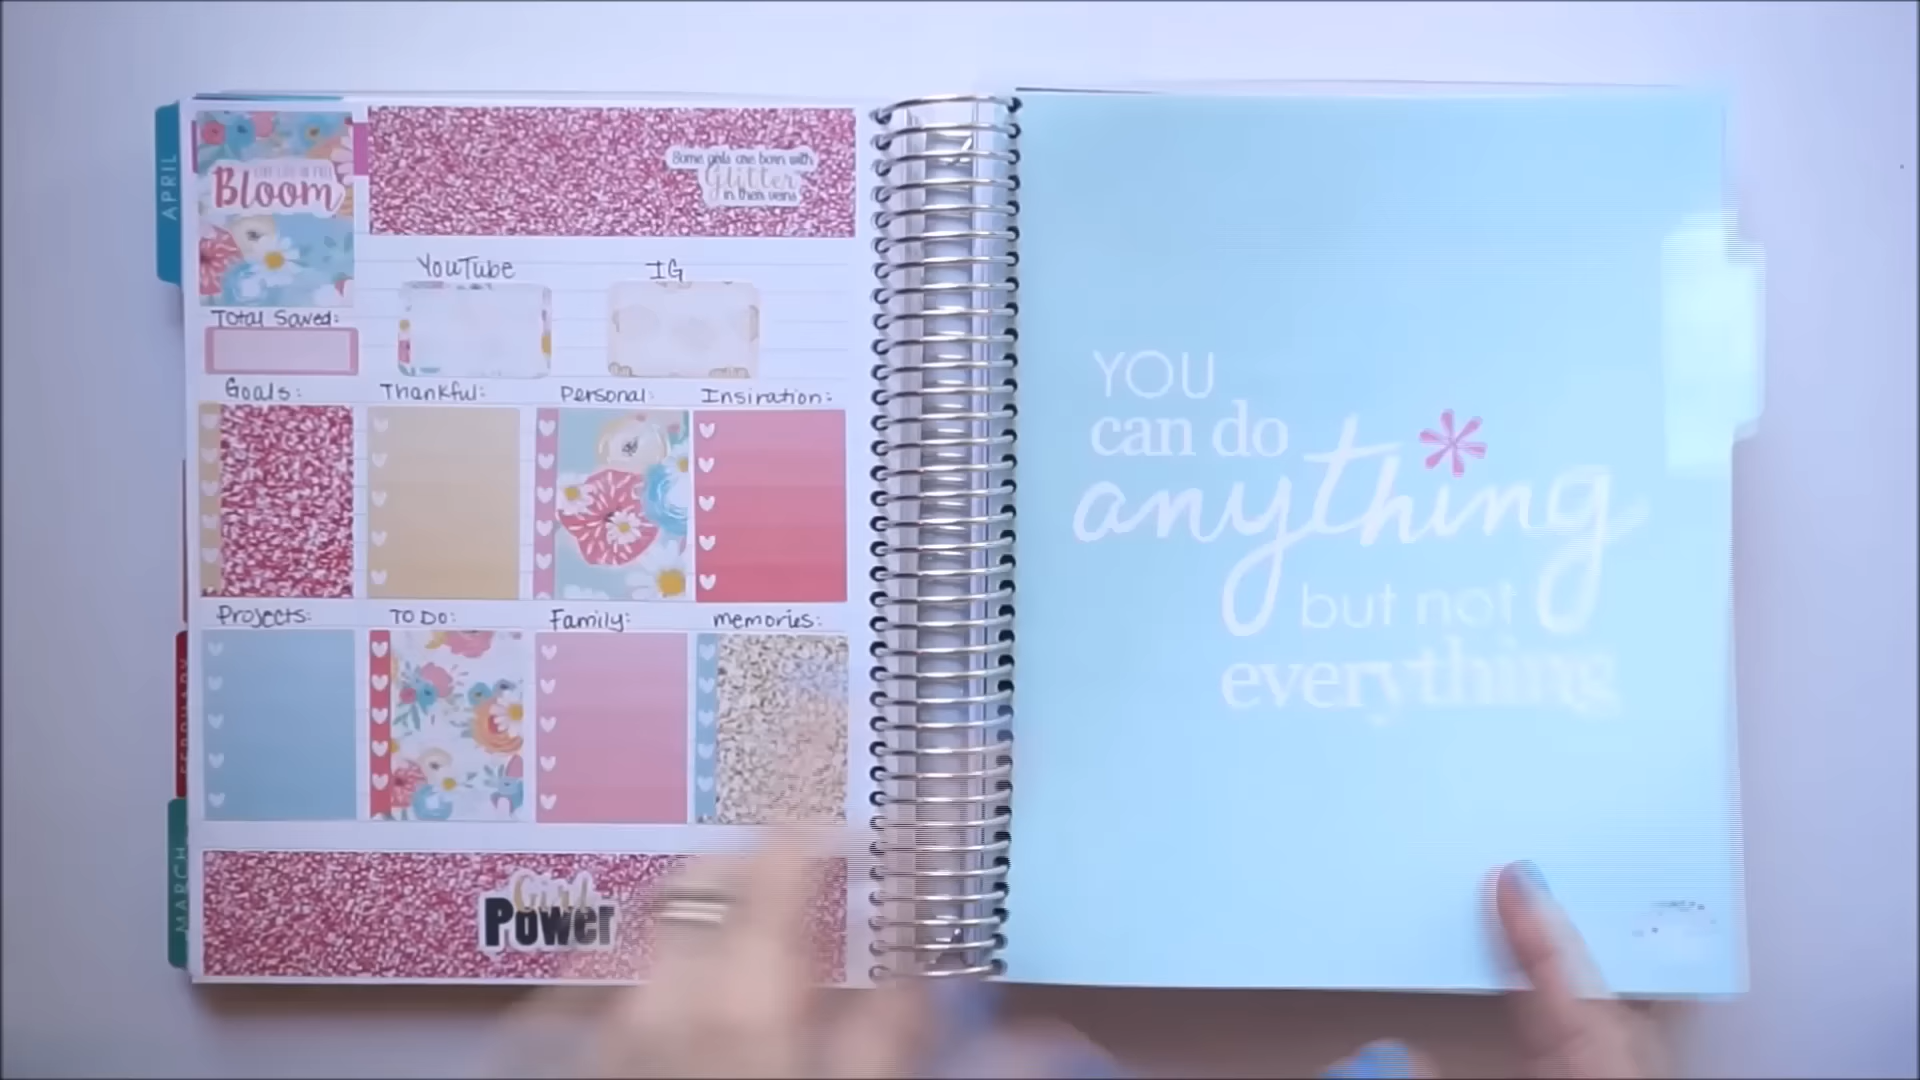 APRIL
Bloom
Some girls are born with
Glitter
in their veins
YouTube
IG
Total Saved:
Goals:
Thankful:
Personal:
Insiration:
Projects:
TO DO:
Family:
memories:
Girl
Power
FEBRUARY
MARCH
YOU
can do
anything
but not
everything